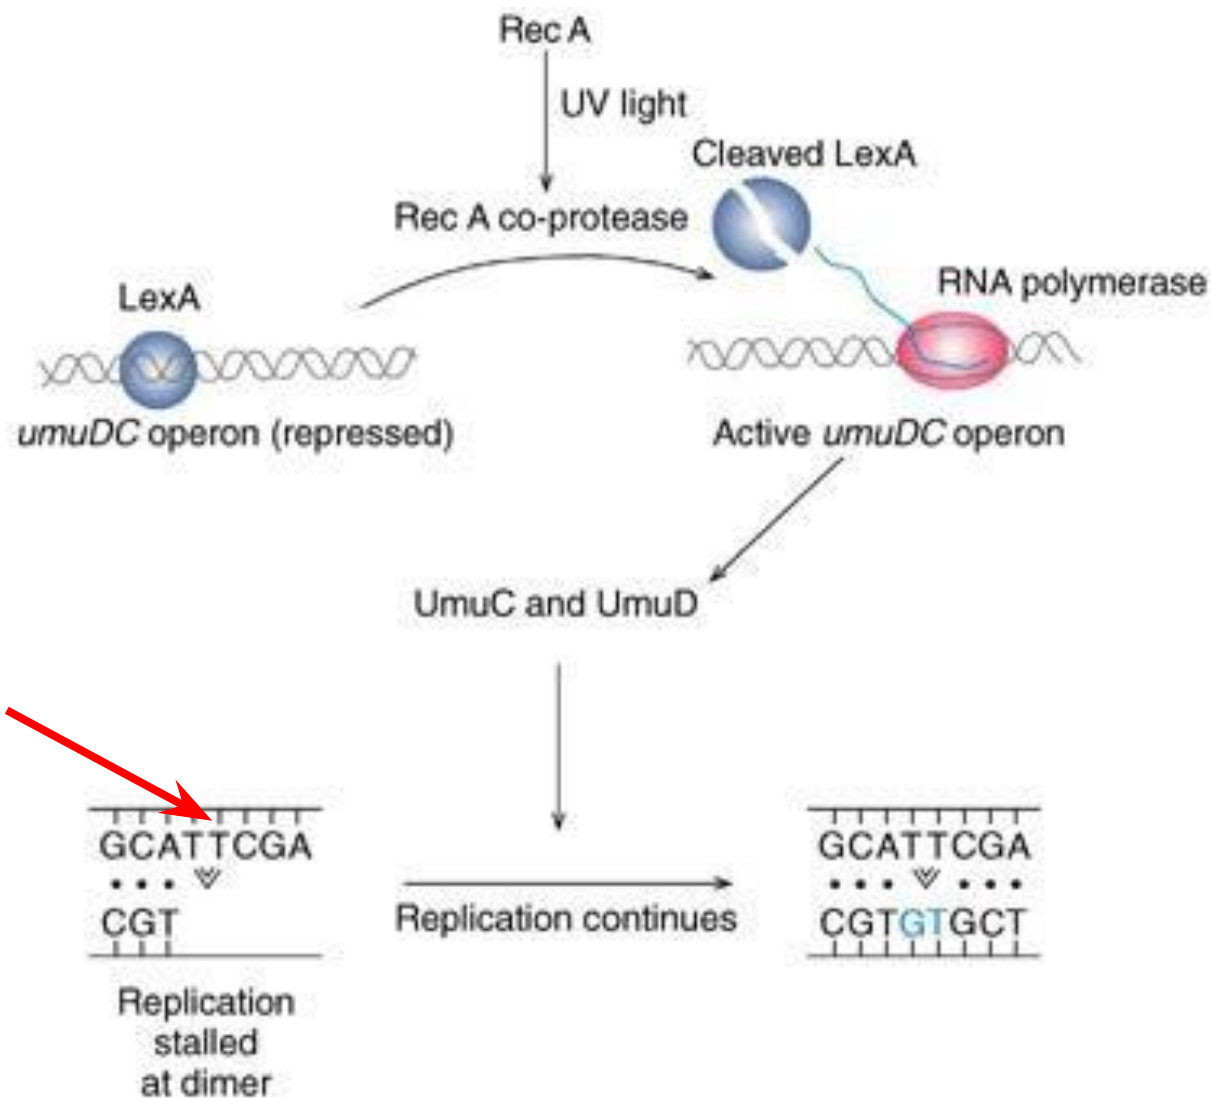 Rec A
UV light
Cleaved LexA
Rec A co-protease
RNA polymerase
LexA
umuDC operon (repressed)
Active umuDC operon
UmuC and UmuD
GCATTCGA
CGT
Replication continues
GCATTCGA
CGTGTGCT
Replication
stalled
at dimer